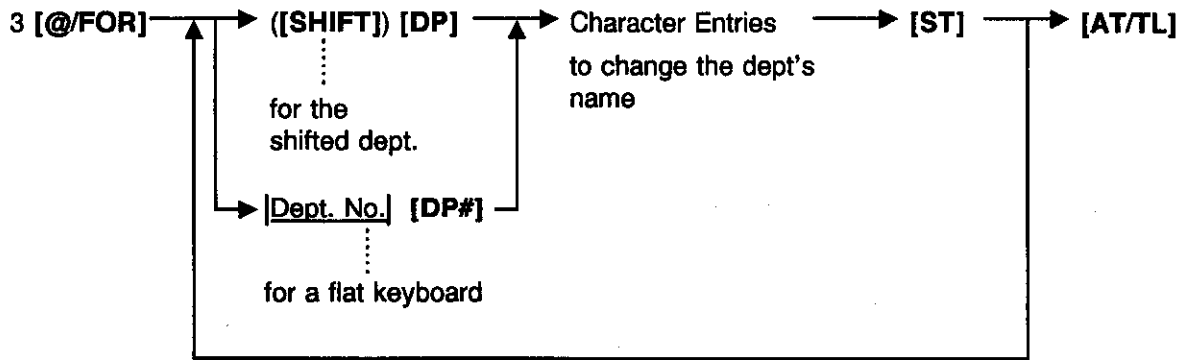 3 [@/FOR] ([SHIFT]) [DP] Character Entries [ST] [AT/TL]
to change the dept's
name
for the
shifted dept.
Dept. No. [DP#]
for a flat keyboard